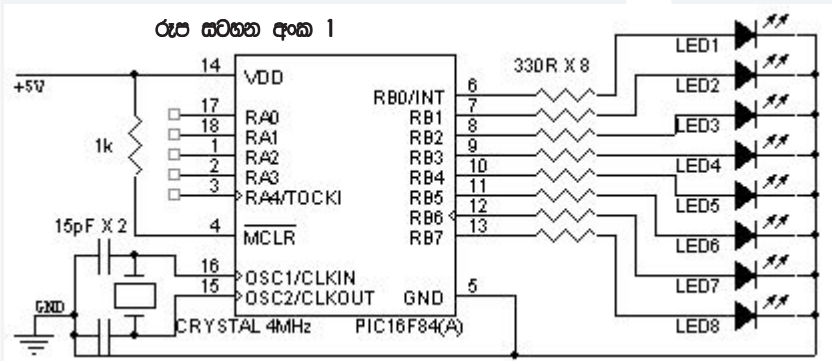 රූප සටහන අංක 1
+5V
1k
15pF X 2
GND
CRYSTAL 4MHz
14
VDD
17
RA0
18
RA1
1
RA2
2
RA3
3
RA4/TOCKI
4
MCLR
16
OSC1/CLKIN
15
OSC2/CLKOUT
GND
5
PIC16F84(A)
RB0/INT
6
RB1
7
RB2
8
RB3
9
RB4
10
RB5
11
RB6
12
RB7
13
330R X 8
LED1
LED2
LED3
LED4
LED5
LED6
LED7
LED8